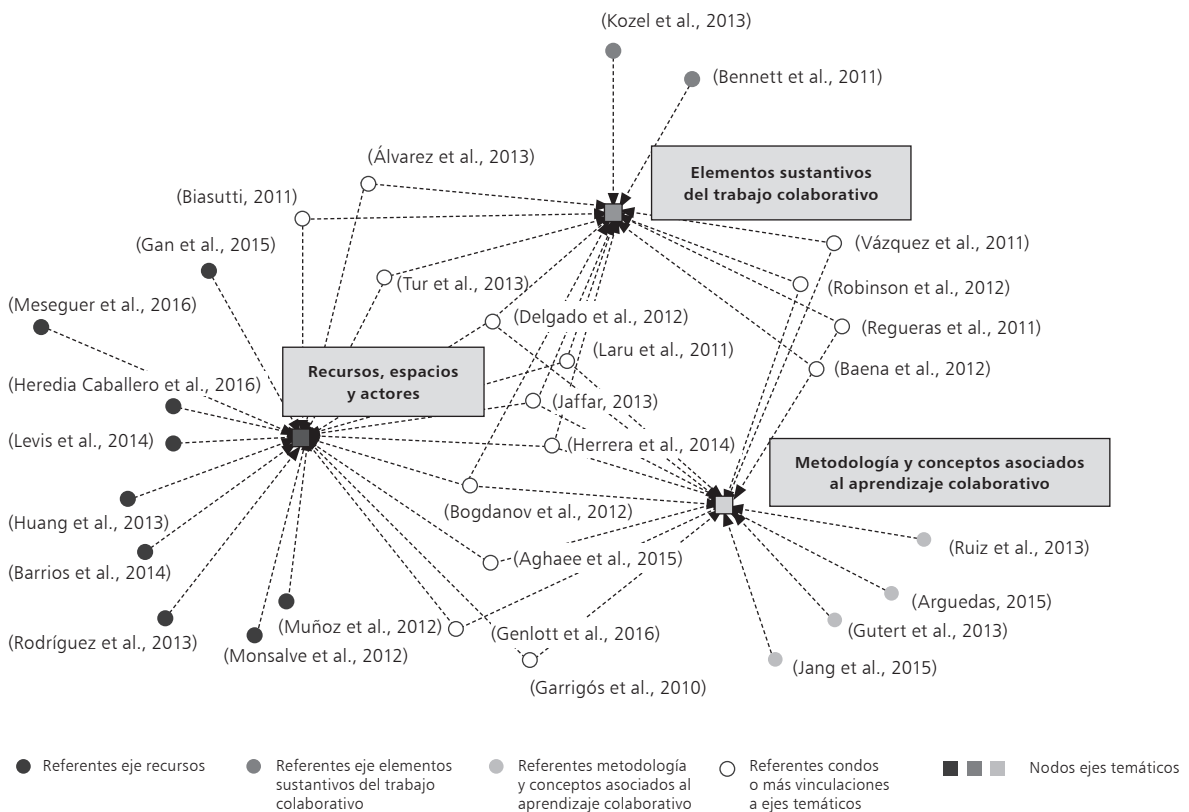 (Kozel et al., 2013)
(Bennett et al., 2011)
(Álvarez et al., 2013)
Elementos sustantivos
del trabajo colaborativo
(Biasutti, 2011)
(Gan et al., 2015)
(Vázquez et al., 2011)
(Tur et al., 2013)
(Robinson et al., 2012)
(Meseguer et al., 2016)
(Delgado et al., 2012)
(Regueras et al., 2011)
(Laru et al., 2011)
(Baena et al., 2012)
Recursos, espacios
y actores
(Heredia Caballero et al., 2016)
(Jaffar, 2013)
(Levis et al., 2014)
(Herrera et al., 2014)
Metodología y conceptos asociados
al aprendizaje colaborativo
(Huang et al., 2013)
(Bogdanov et al., 2012)
(Ruiz et al., 2013)
(Aghaee et al., 2015)
(Barrios et al., 2014)
(Arguedas, 2015)
(Muñoz et al., 2012)
(Genlott et al., 2016)
(Gutert et al., 2013)
(Rodríguez et al., 2013)
(Monsalve et al., 2012)
(Jang et al., 2015)
(Garrigós et al., 2010)
Referentes eje recursos
Referentes eje elementos
sustantivos del trabajo
colaborativo
Referentes metodología
y conceptos asociados al
aprendizaje colaborativo
Referentes condos
o más vinculaciones
a ejes temáticos
Nodos ejes temáticos